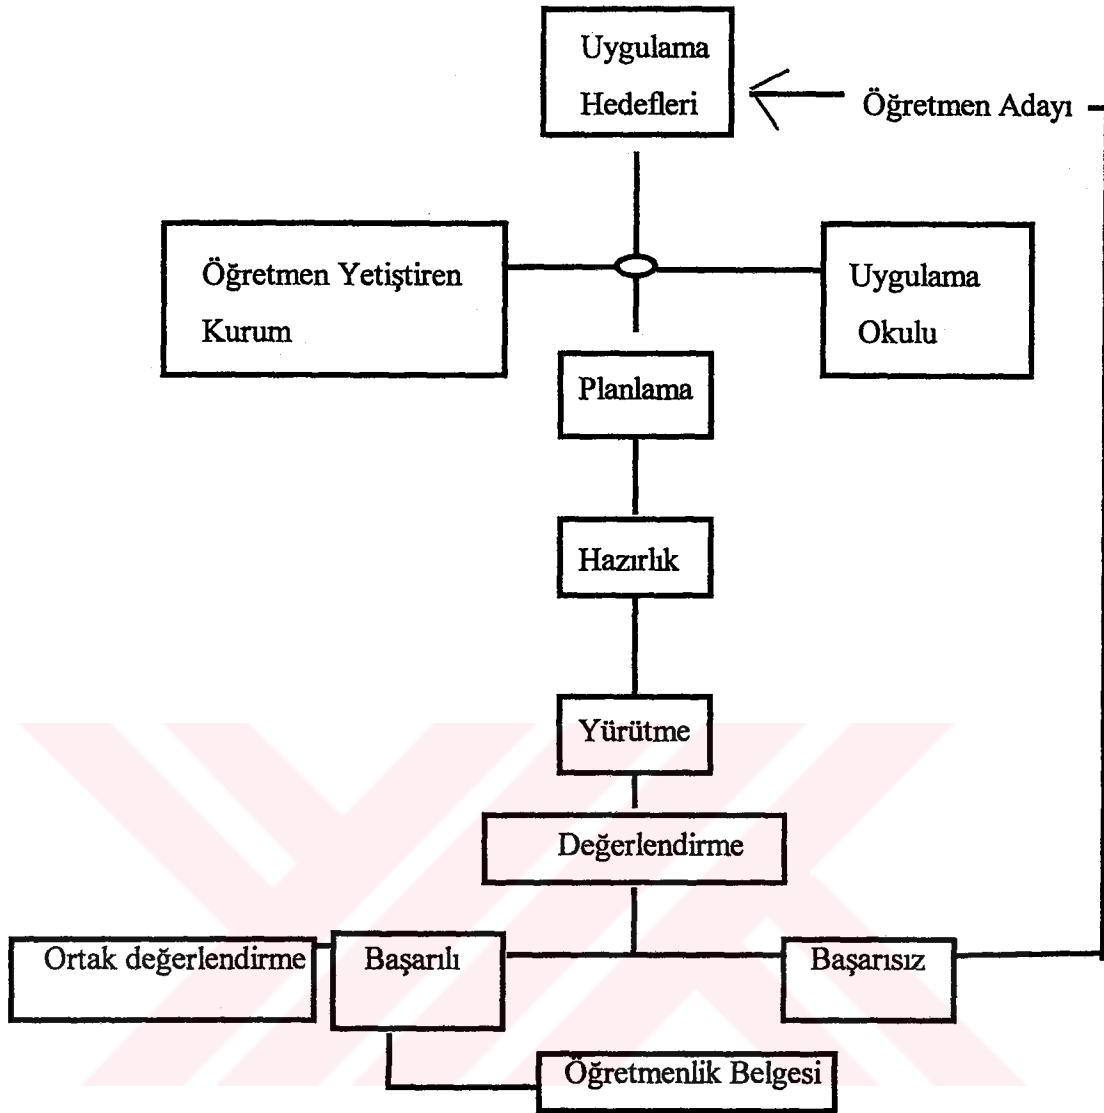 Uygulama
Hedefleri
Öğretmen Adayı
Öğretmen Yetiştiren
Kurum
Uygulama
Okulu
Planlama
Hazırlık
Yürütme
Değerlendirme
Ortak değerlendirme
Başarılı
Başarısız
Öğretmenlik Belgesi